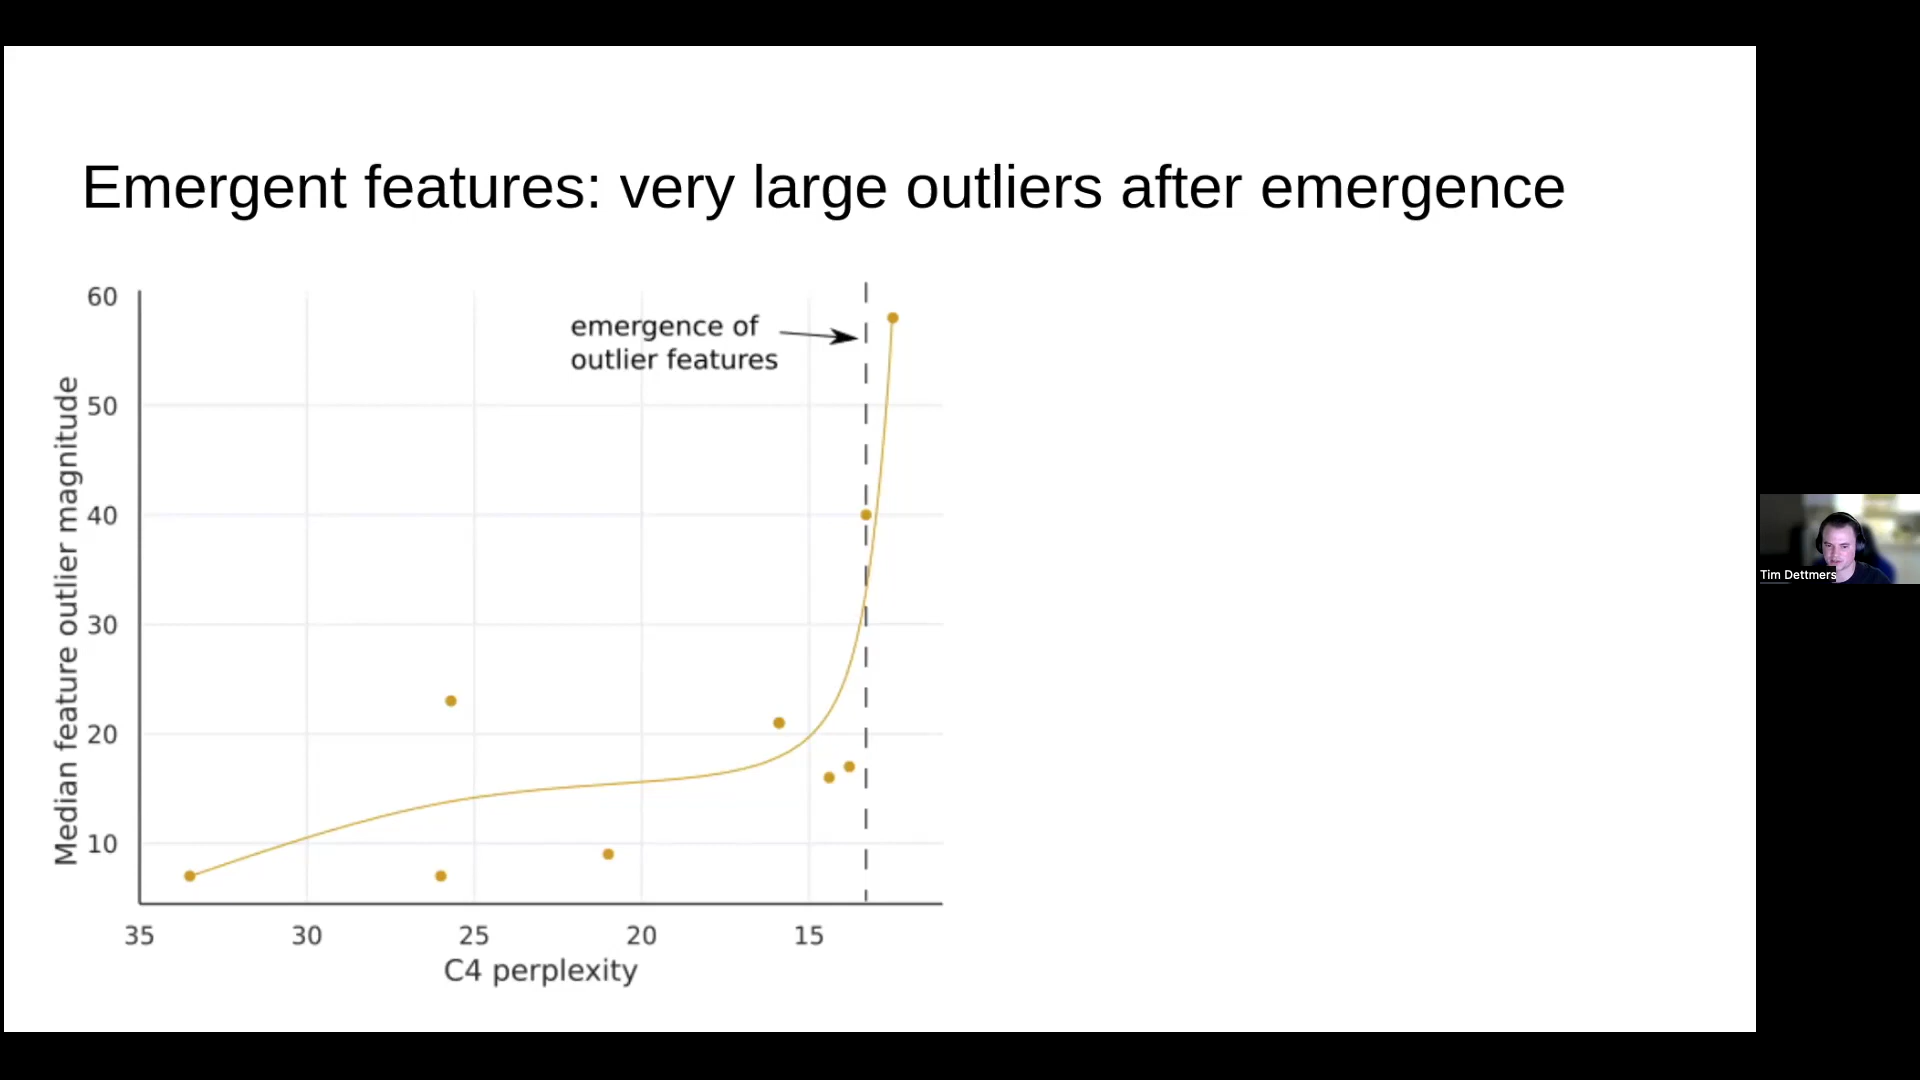 Emergent features: very large outliers after emergence
60
50
40
30
20
10
Median feature outlier magnitude
emergence of
outlier features
35 30 25 20 15
C4 perplexity
Tim Dettmers